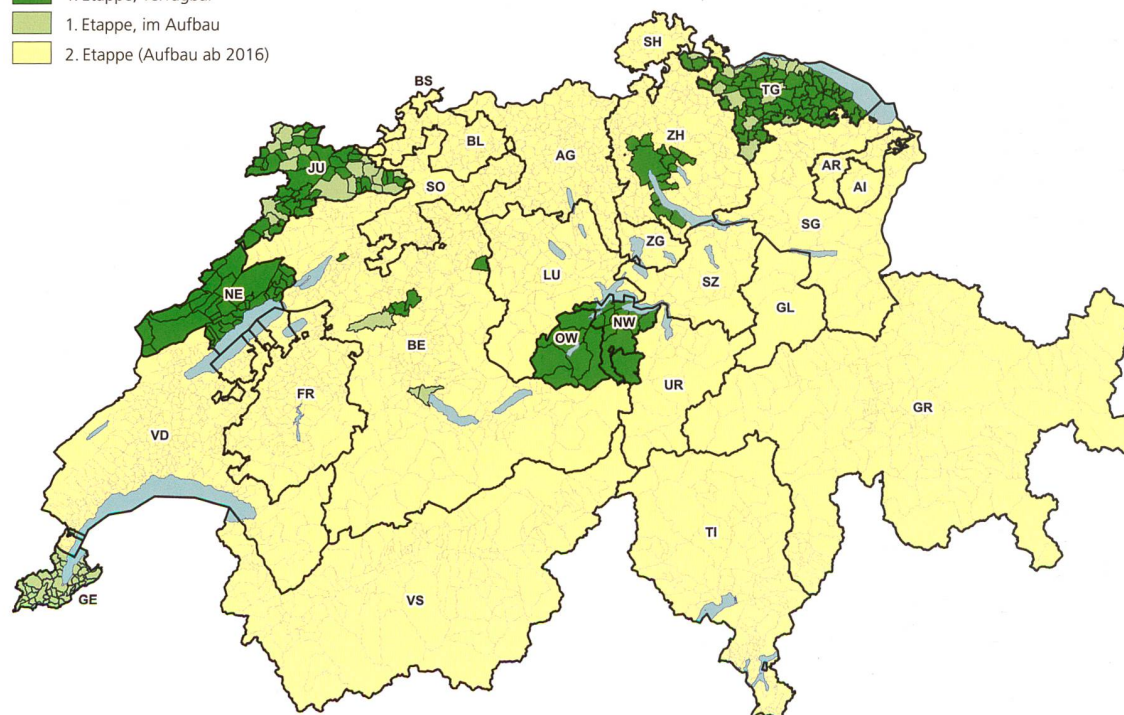 1. Etappe, im Aufbau
2. Etappe (Aufbau ab 2016)
SH
BS
TG
BL
ZH
AG
JU
AR
SO
AI
SG
ZG
LU
SZ
NE
GL
NW
OW
BE
UR
FR
GR
VD
TI
VS
GE